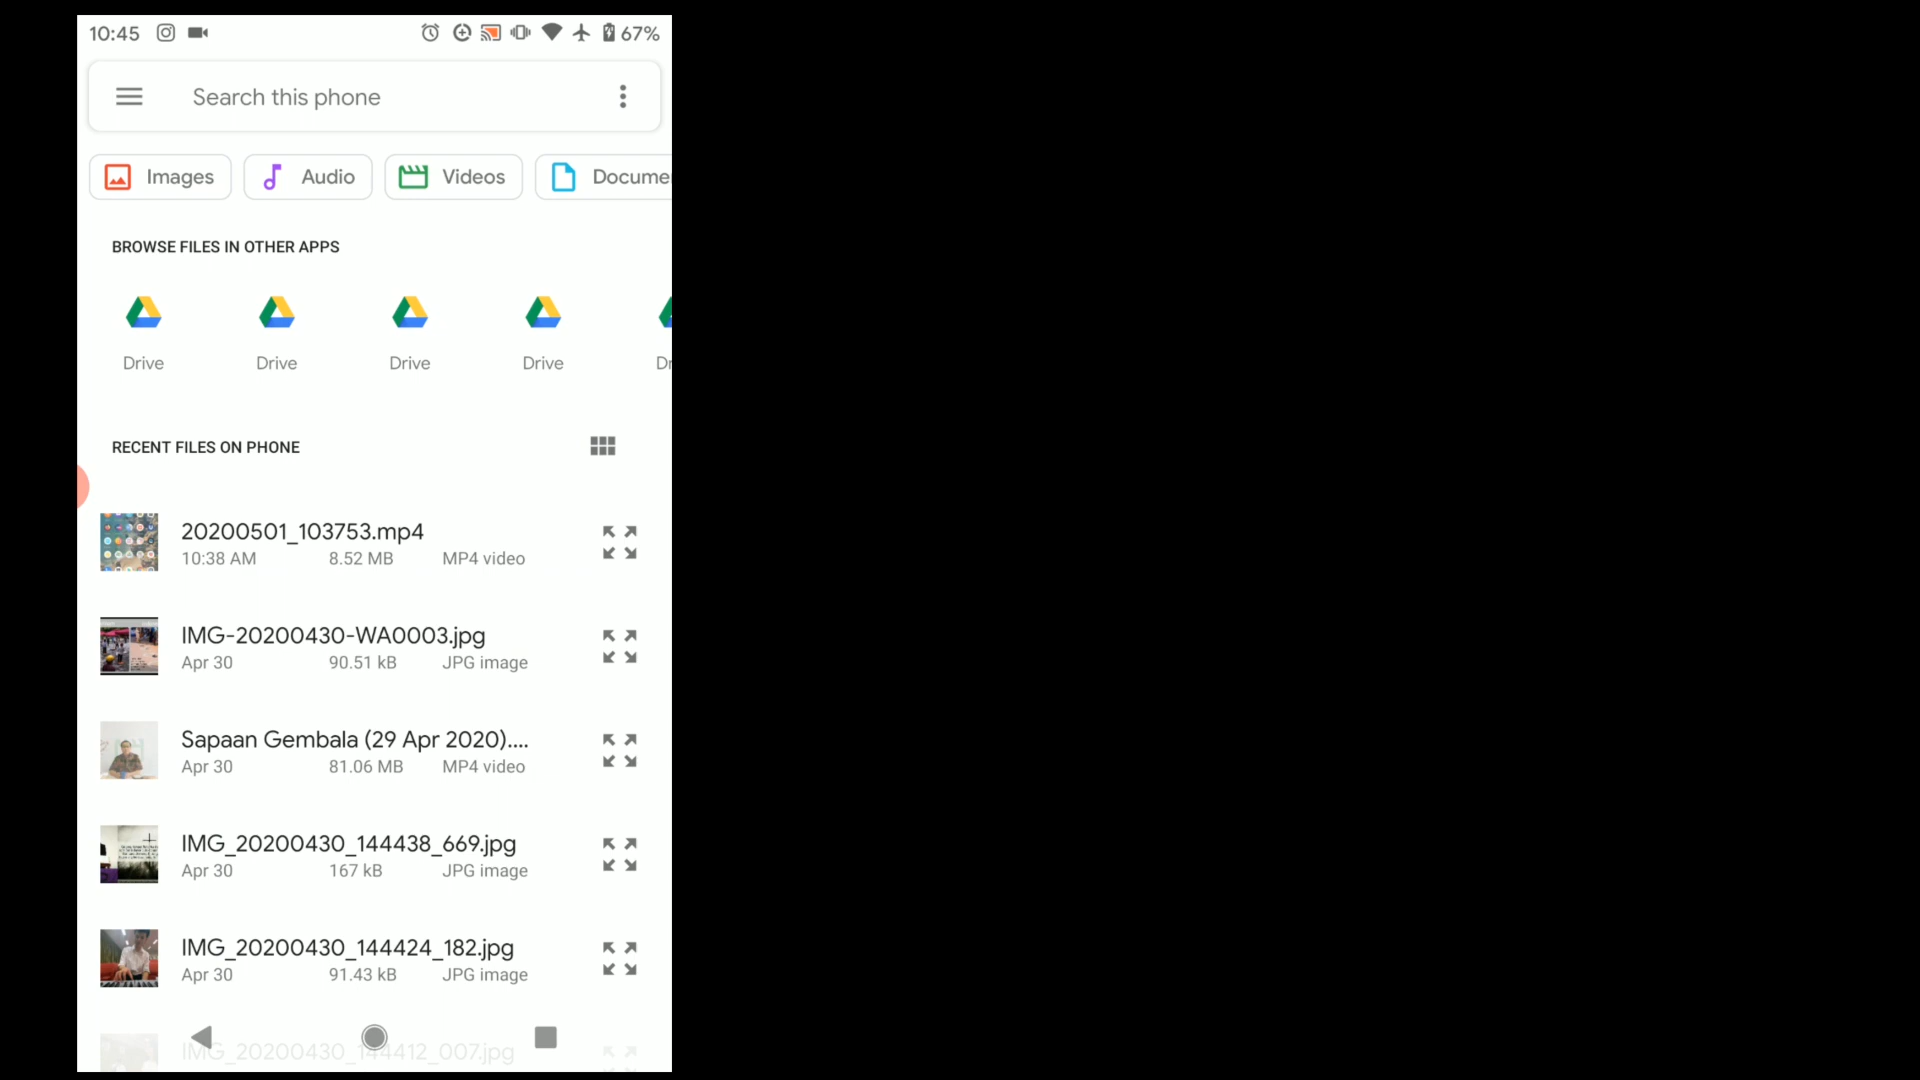 10:45 67%
Search this phone
Images Audio Videos Docume
BROWSE FILES IN OTHER APPS
Drive Drive Drive Drive Dr
RECENT FILES ON PHONE
20200501_103753.mp4
10:38 AM 8.52 MB MP4 video
IMG-20200430-WA0003.jpg
Apr 30 90.51 kB JPG image
Sapaan Gembala (29 Apr 2020)....
Apr 30 81.06 MB MP4 video
IMG_20200430_144438_669.jpg
Apr 30 167 kB JPG image
IMG_20200430_144424_182.jpg
Apr 30 91.43 kB JPG image
IMG_20200430_144412_007.jpg